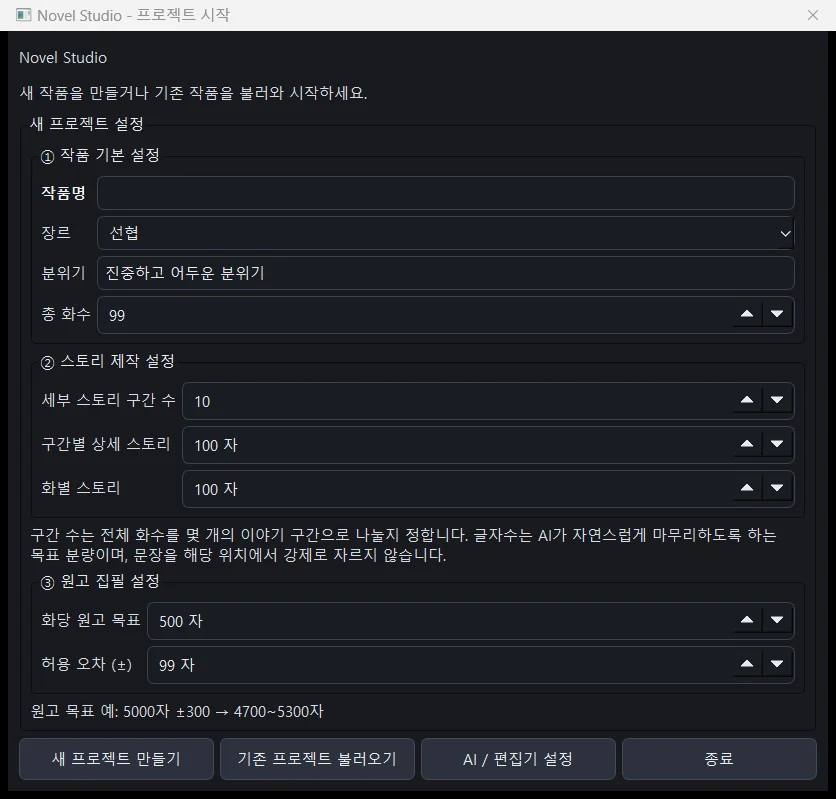 Novel Studio - 프로젝트 시작
Novel Studio
새 작품을 만들거나 기존 작품을 불러와 시작하세요.
새 프로젝트 설정
① 작품 기본 설정
작품명
장르 선협
분위기 진중하고 어두운 분위기
총 화수 99
② 스토리 제작 설정
세부 스토리 구간 수 10
구간별 상세 스토리 100 자
화별 스토리 100 자
구간 수는 전체 화수를 몇 개의 이야기 구간으로 나눌지 정합니다. 글자수는 AI가 자연스럽게 마무리하도록 하는
목표 분량이며, 문장을 해당 위치에서 강제로 자르지 않습니다.
③ 원고 집필 설정
화당 원고 목표 500 자
허용 오차 (±) 99 자
원고 목표 예: 5000자 ±300 → 4700~5300자
새 프로젝트 만들기 기존 프로젝트 불러오기 AI / 편집기 설정 종료